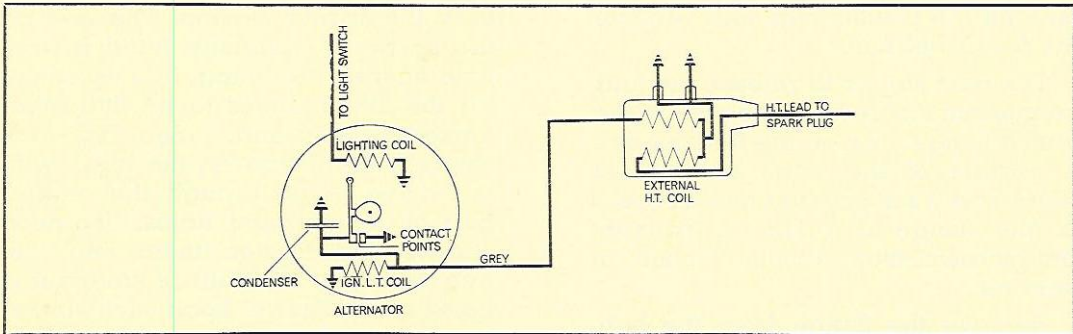 TO LIGHT SWITCH
LIGHTING COIL
CONTACT
POINTS
CONDENSER
IGN. L.T. COIL
ALTERNATOR
GREY
H.T. LEAD TO
SPARK PLUG
EXTERNAL
H.T. COIL